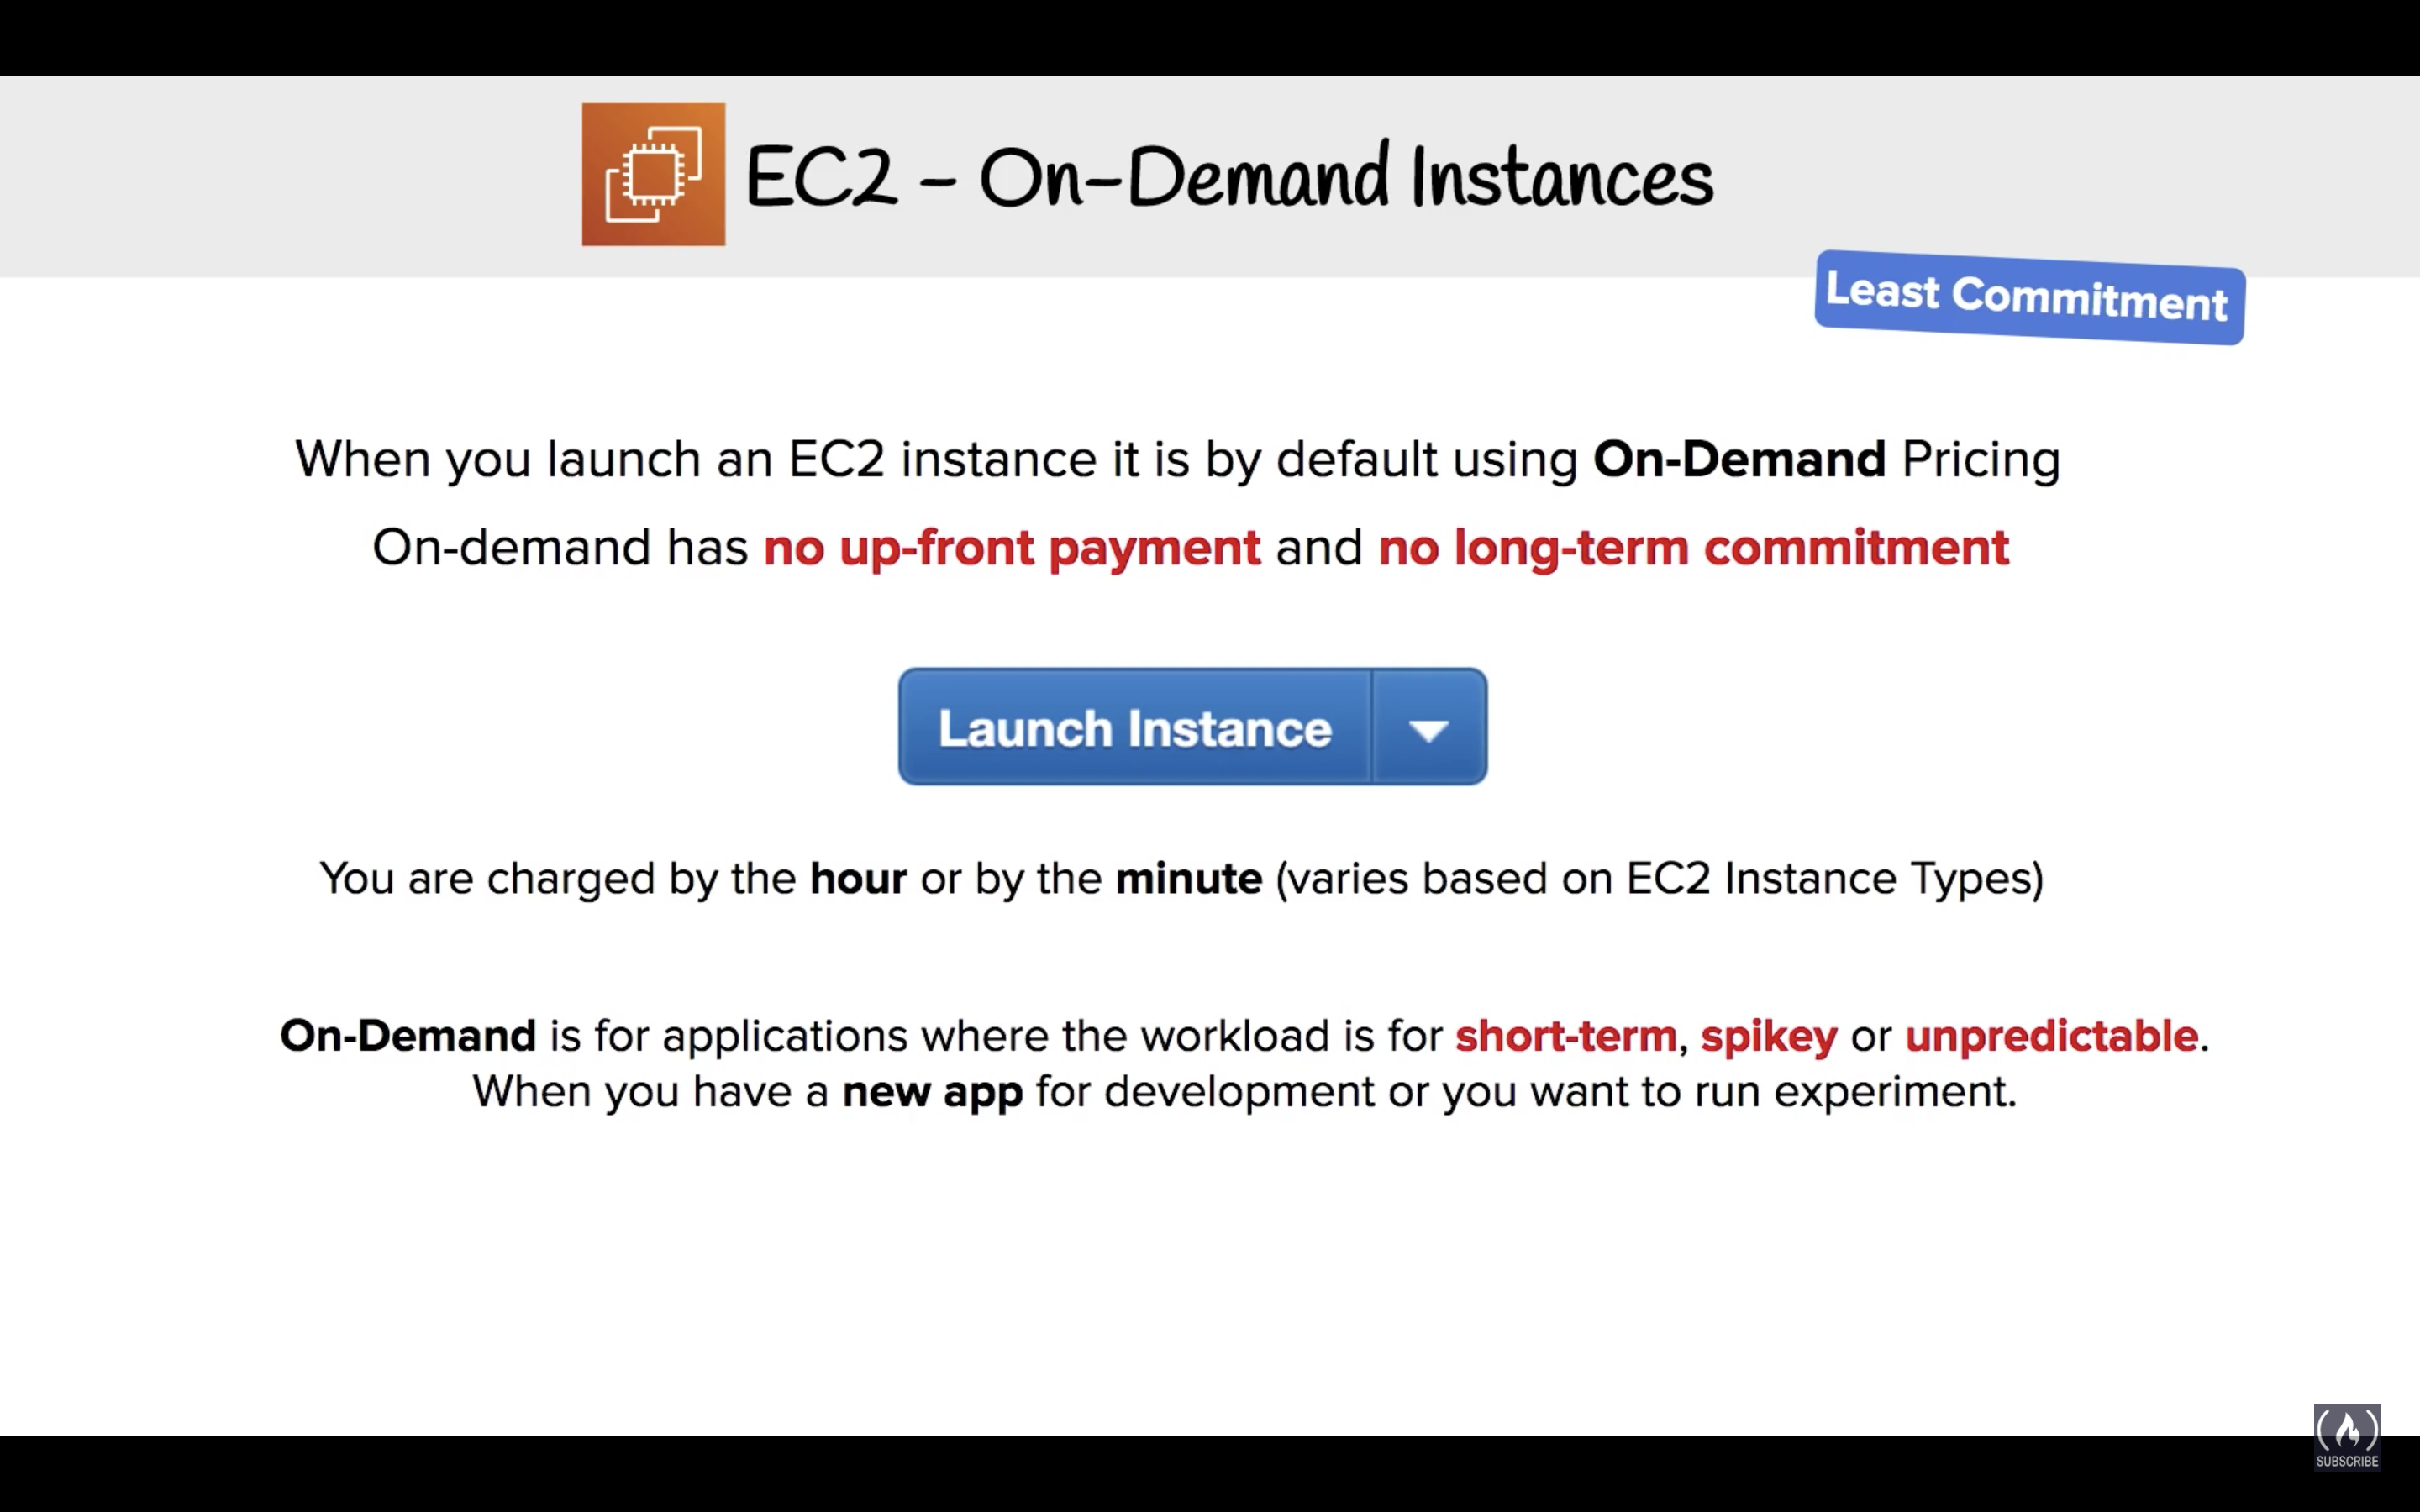 EC2 – On-Demand Instances
Least Commitment
When you launch an EC2 instance it is by default using On-Demand Pricing
On-demand has no up-front payment and no long-term commitment
Launch Instance
You are charged by the hour or by the minute (varies based on EC2 Instance Types)
On-Demand is for applications where the workload is for short-term, spikey or unpredictable.
When you have a new app for development or you want to run experiment.
SUBSCRIBE